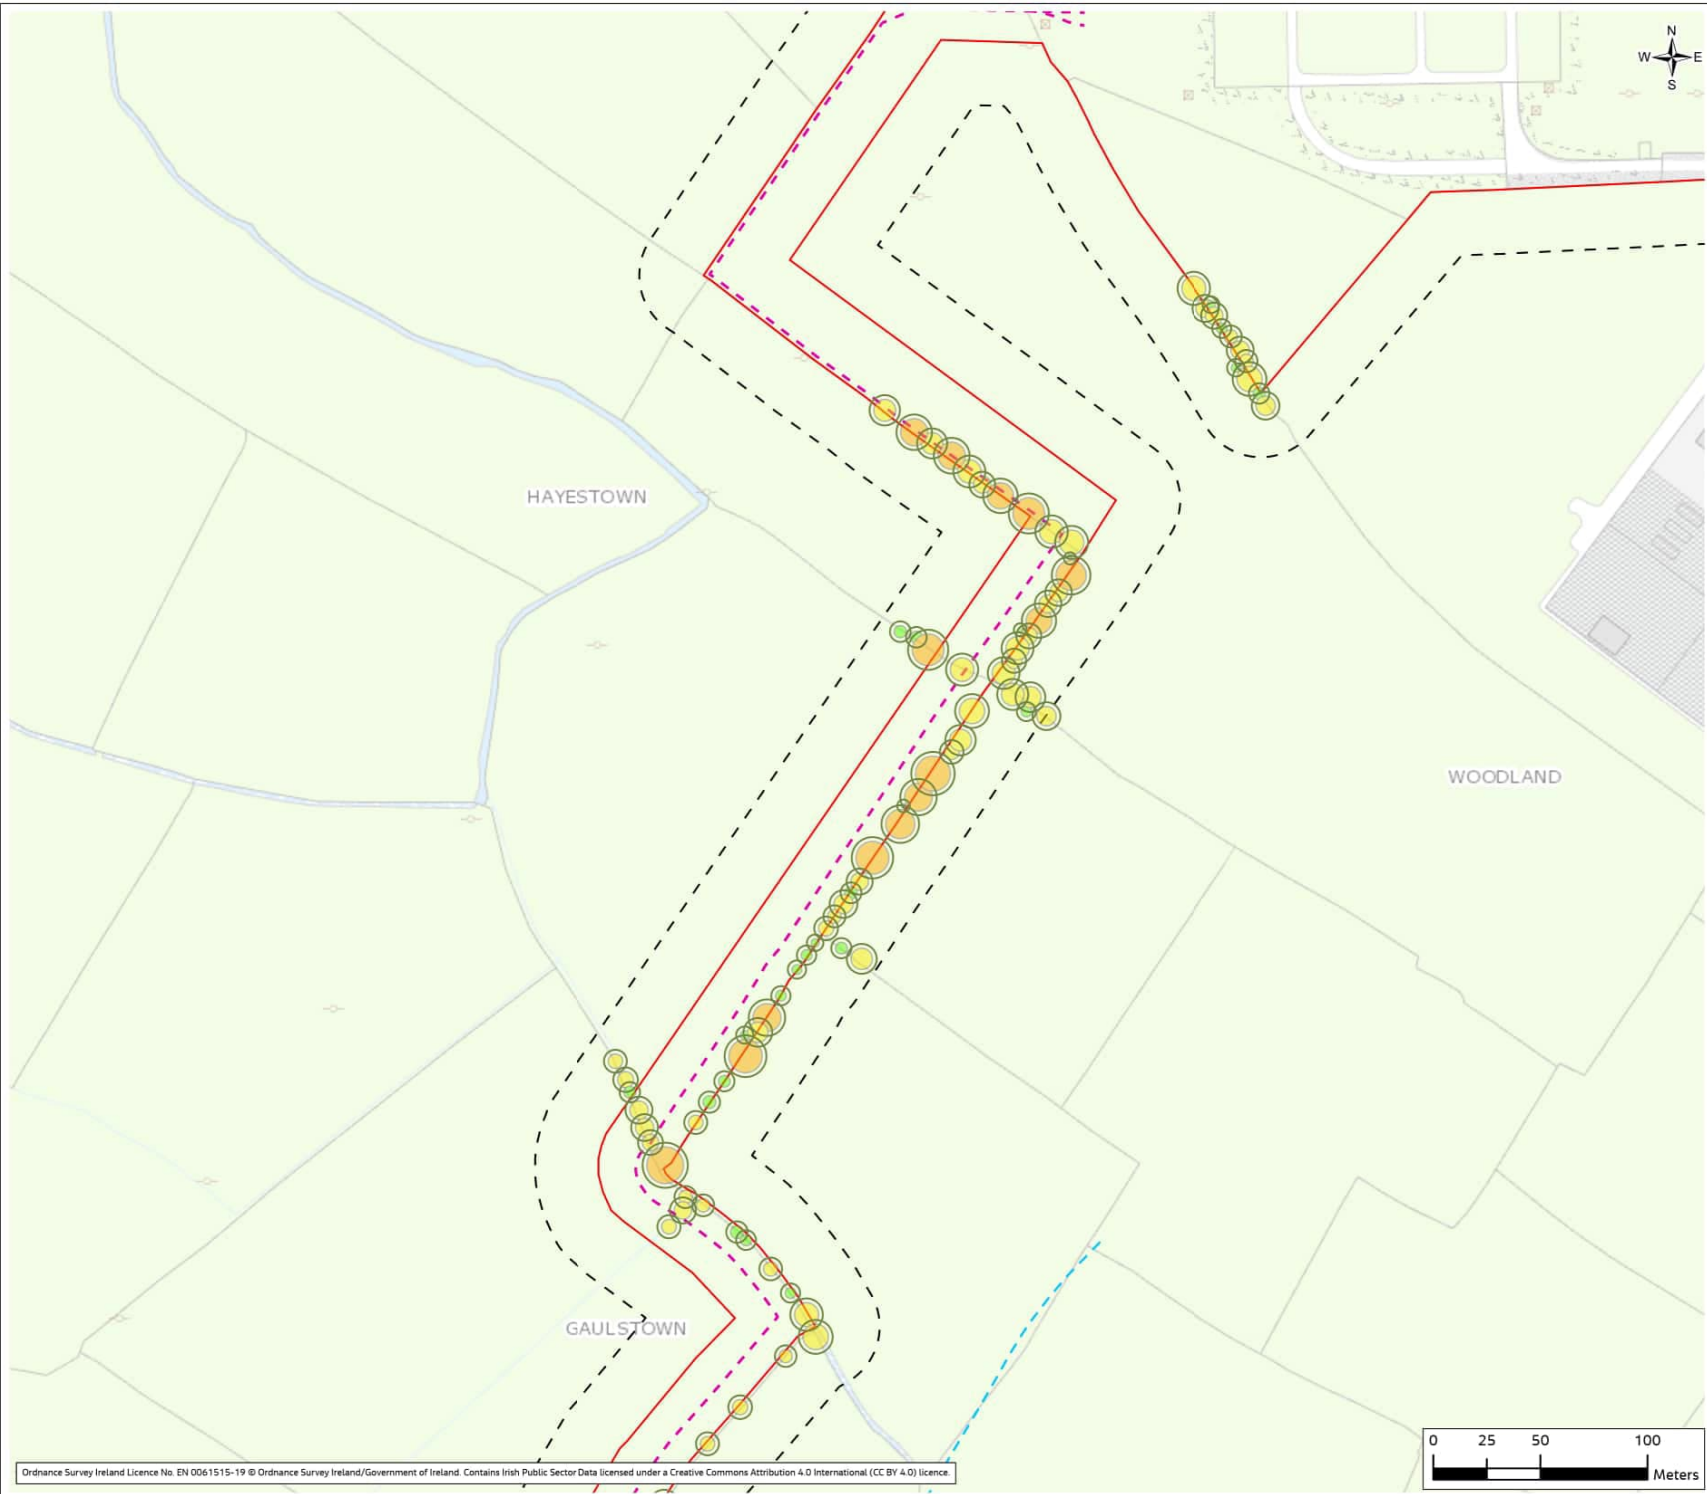 N
W E
S
HAYESTOWN
WOODLAND
GAULSTOWN
0 25 50 100
Meters
Ordnance Survey Ireland Licence No. EN 0061515-19 © Ordnance Survey Ireland/Government of Ireland. Contains Irish Public Sector Data licensed under a Creative Commons Attribution 4.0 International (CC BY 4.0) licence.